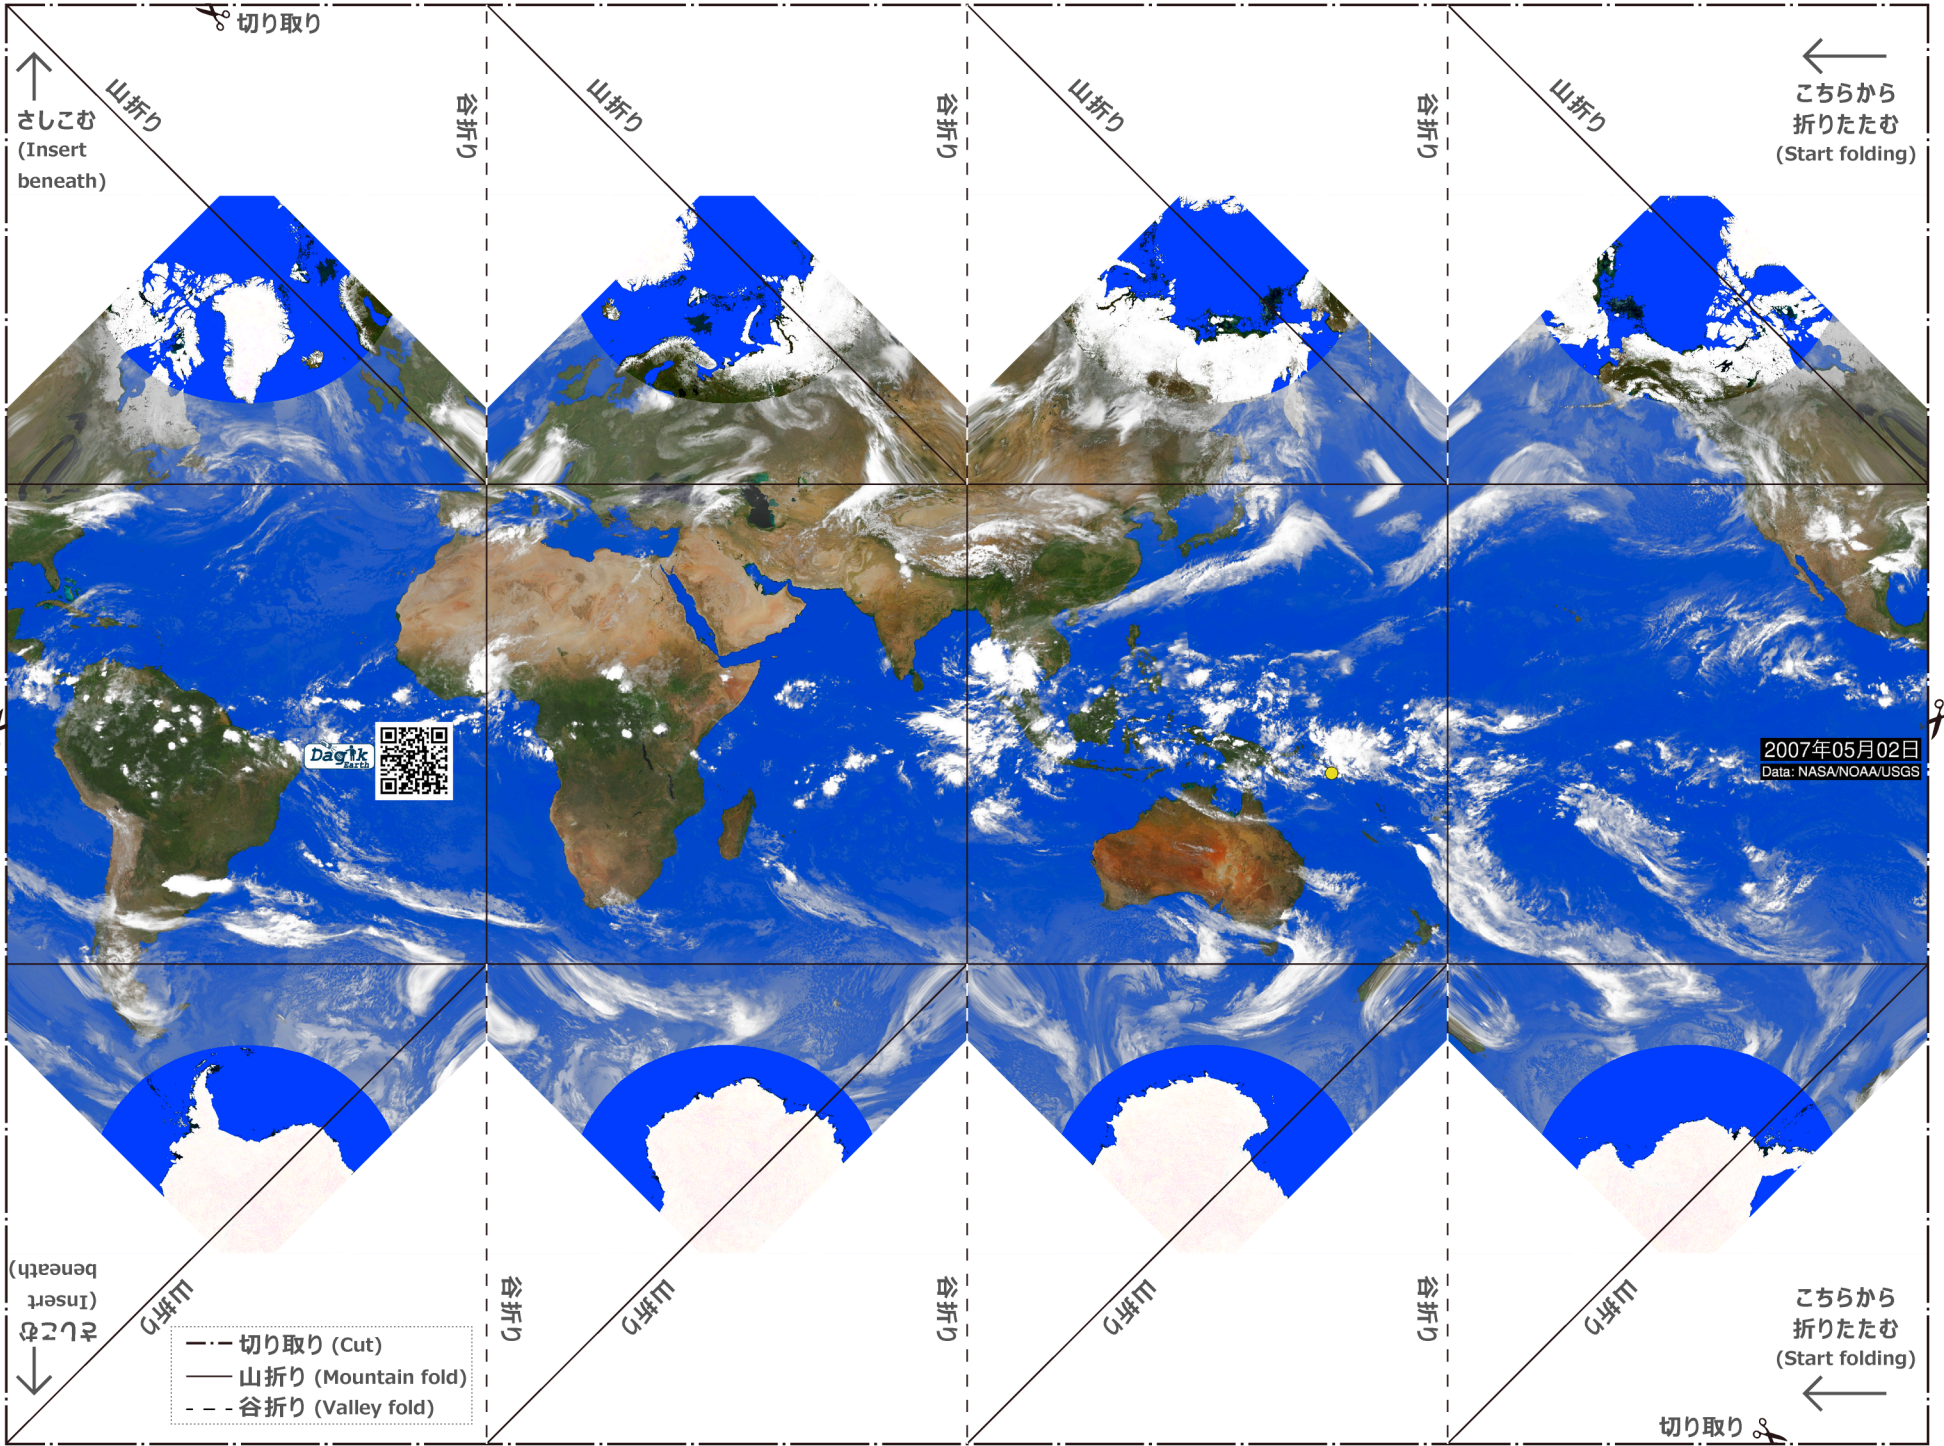 切り取り
山折り
谷折り
山折り
谷折り
山折り
谷折り
山折り
さしこむ
(Insert
beneath)
こちらから
折りたたむ
(Start folding)
Dagik
Earth
2007年05月02日
Data: NASA/NOAA/USGS
さしこむ
(Insert
beneath)
山折り
谷折り
山折り
谷折り
山折り
谷折り
山折り
こちらから
折りたたむ
(Start folding)
切り取り (Cut)
山折り (Mountain fold)
谷折り (Valley fold)
切り取り